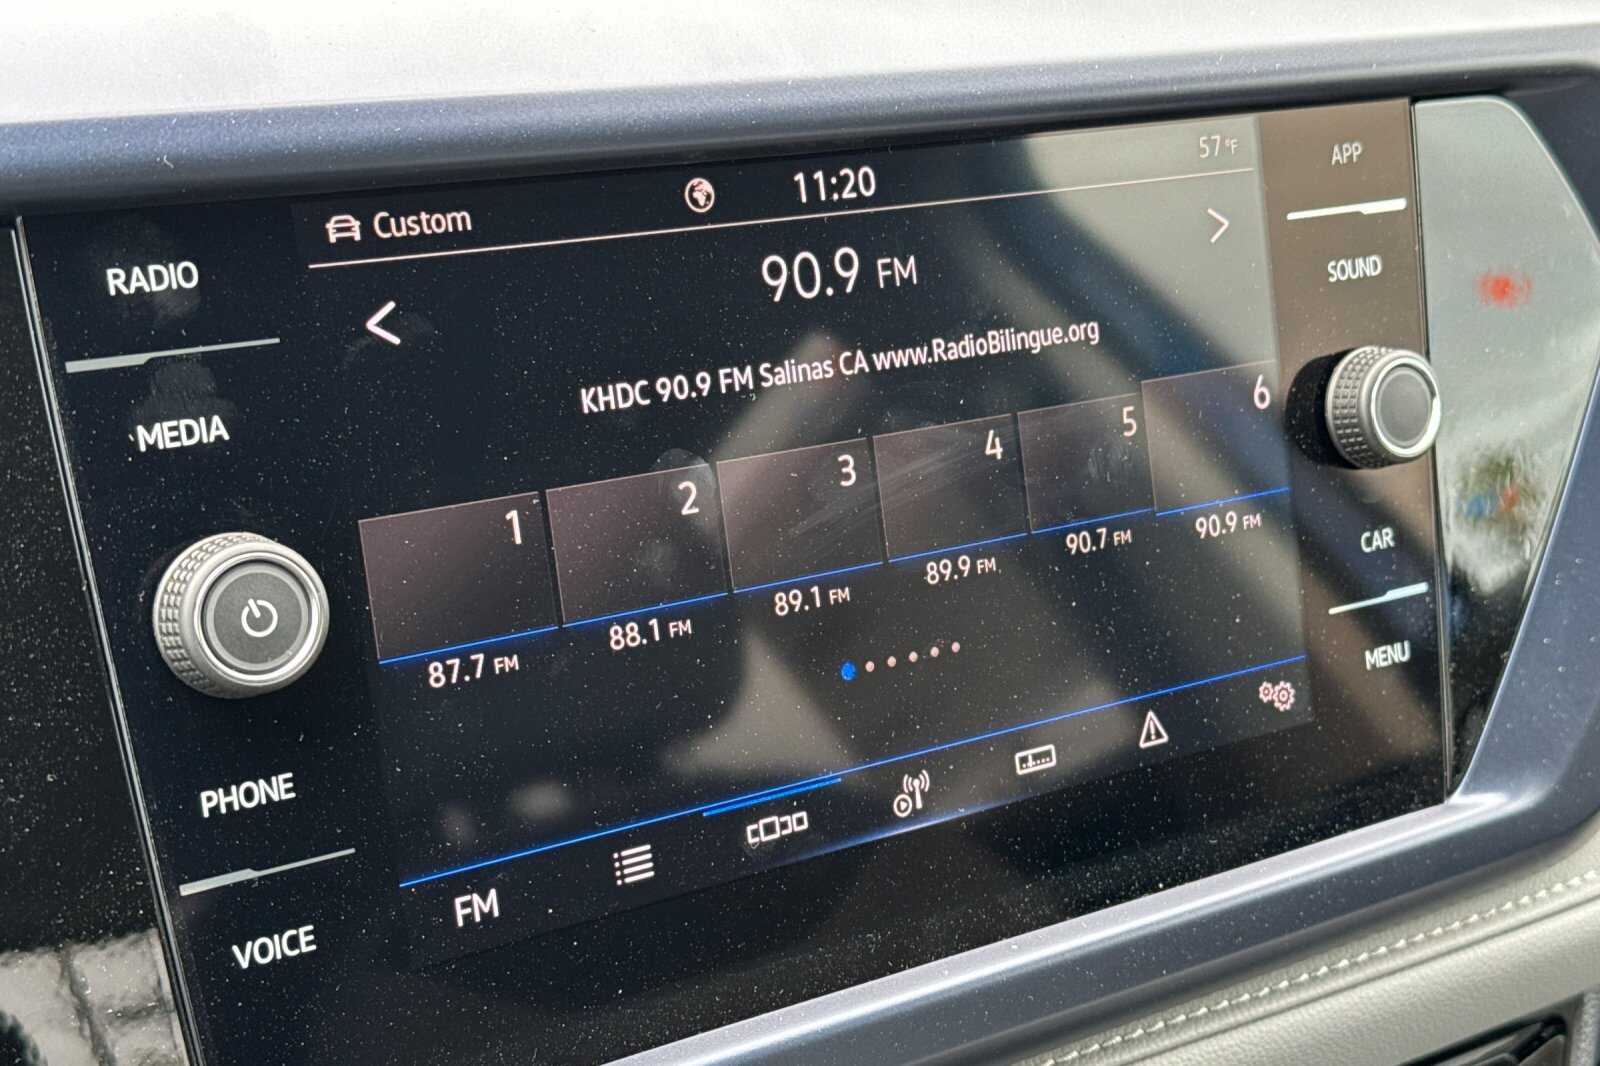 Custom
11:20
57°F
90.9 FM
KHDC 90.9 FM Salinas CA www.RadioBilingue.org
1
2
3
4
5
6
87.7 FM
88.1 FM
89.1 FM
89.9 FM
90.7 FM
90.9 FM
FM
RADIO
MEDIA
PHONE
VOICE
APP
SOUND
CAR
MENU